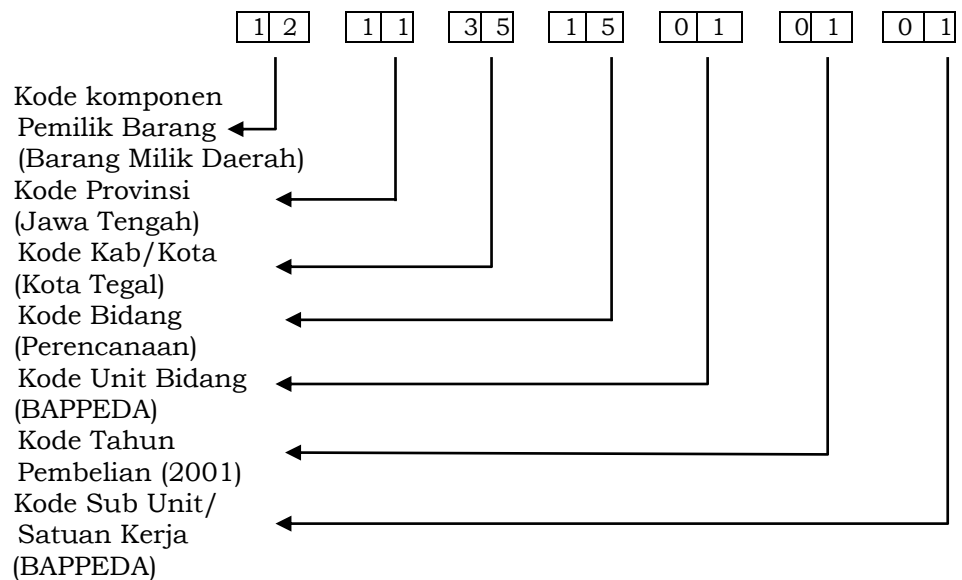 1 2 1 1 3 5 1 5 0 1 0 1 0 1
Kode komponen
Pemilik Barang
(Barang Milik Daerah)
Kode Provinsi
(Jawa Tengah)
Kode Kab/Kota
(Kota Tegal)
Kode Bidang
(Perencanaan)
Kode Unit Bidang
(BAPPEDA)
Kode Tahun
Pembelian (2001)
Kode Sub Unit/
Satuan Kerja
(BAPPEDA)